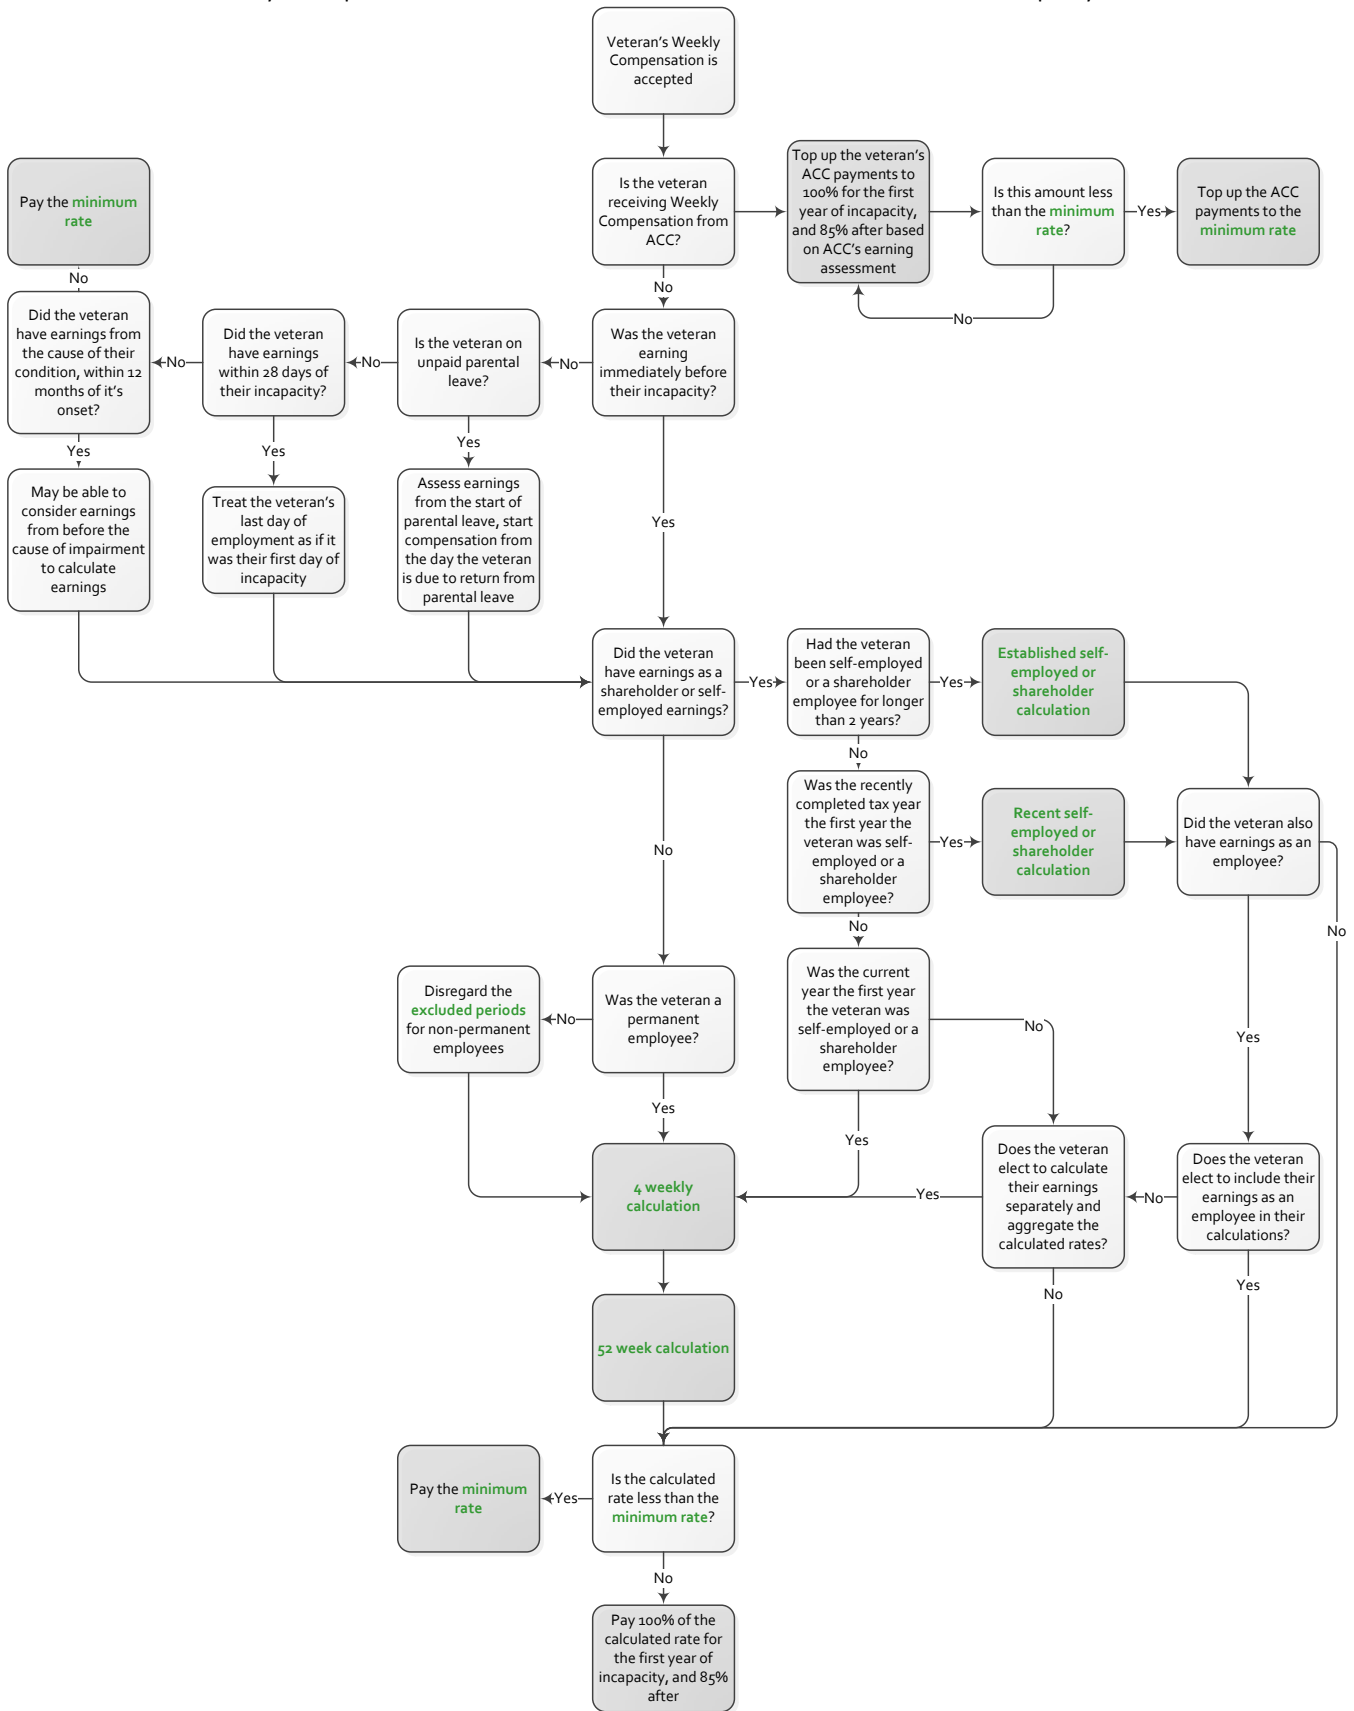 Veteran's Weekly
Compensation is
accepted
Pay the minimum
rate
Is the veteran
receiving Weekly
Compensation from
ACC?
Top up the veteran's
ACC payments to
100% for the first
year of incapacity,
and 85% after based
on ACC's earning
assessment
Is this amount less
than the minimum
rate?
Yes
Top up the ACC
payments to the
minimum rate
No
No
No
Did the veteran
have earnings from
the cause of their
condition, within 12
months of it's
onset?
No
Did the veteran
have earnings
within 28 days of
their incapacity?
No
Is the veteran on
unpaid parental
leave?
No
Was the veteran
earning
immediately before
their incapacity?
Yes
Yes
Yes
Yes
May be able to
consider earnings
from before the
cause of impairment
to calculate
earnings
Treat the veteran's
last day of
employment as if it
was their first day of
incapacity
Assess earnings
from the start of
parental leave, start
compensation from
the day the veteran
is due to return from
parental leave
Did the veteran
have earnings as a
shareholder or self-
employed earnings?
Yes
Had the veteran
been self-employed
or a shareholder
employee for longer
than 2 years?
Yes
Established self-
employed or
shareholder
calculation
No
No
Was the recently
completed tax year
the first year the
veteran was self-
employed or a
shareholder
employee?
Yes
Recent self-
employed or
shareholder
calculation
Did the veteran also
have earnings as an
employee?
No
No
Yes
Disregard the
excluded periods
for non-permanent
employees
No
Was the veteran a
permanent
employee?
Was the current
year the first year
the veteran was
self-employed or a
shareholder
employee?
No
Yes
Yes
4 weekly
calculation
Yes
Does the veteran
elect to calculate
their earnings
separately and
aggregate the
calculated rates?
No
Does the veteran
elect to include their
earnings as an
employee in their
calculations?
No
Yes
52 week calculation
Pay the minimum
rate
Yes
Is the calculated
rate less than the
minimum rate?
No
Pay 100% of the
calculated rate for
the first year of
incapacity, and 85%
after